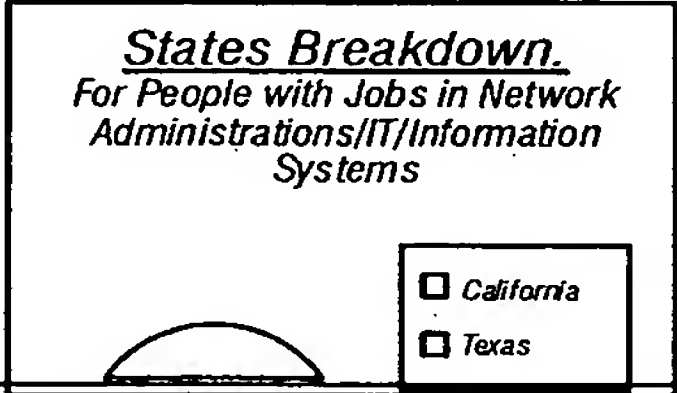 States Breakdown.
For People with Jobs in Network
Administrations/IT/Information
Systems
California
Texas